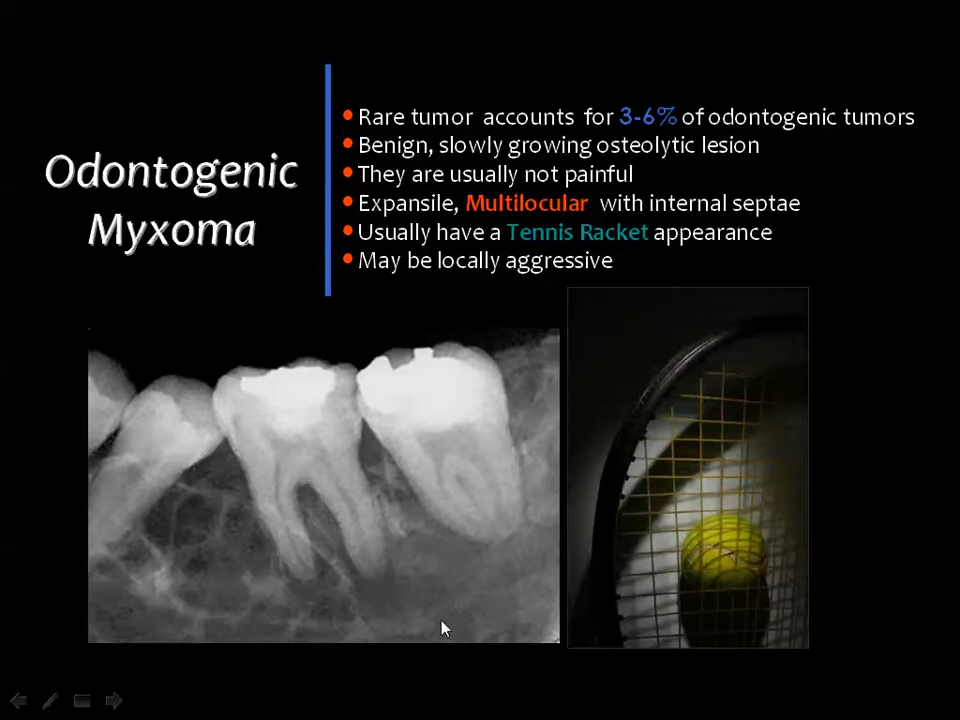 Odontogenic
Myxoma
• Rare tumor accounts for 3-6% of odontogenic tumors
• Benign, slowly growing osteolytic lesion
• They are usually not painful
• Expansile, Multilocular with internal septae
• Usually have a Tennis Racket appearance
• May be locally aggressive